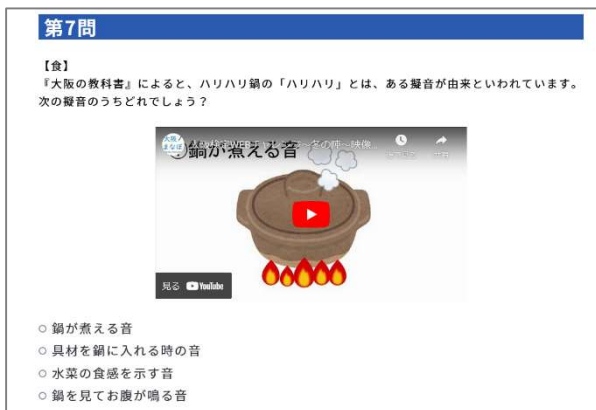 第7問
【食】
『大阪の教科書』によると、ハリハリ鍋の「ハリハリ」とは、ある擬音が由来といわれています。
次の擬音のうちどれでしょう？
大阪
まなぼ
鍋が煮える音
見る YouTube
○ 鍋が煮える音
○ 具材を鍋に入れる時の音
○ 水菜の食感を示す音
○ 鍋を見てお腹が鳴る音